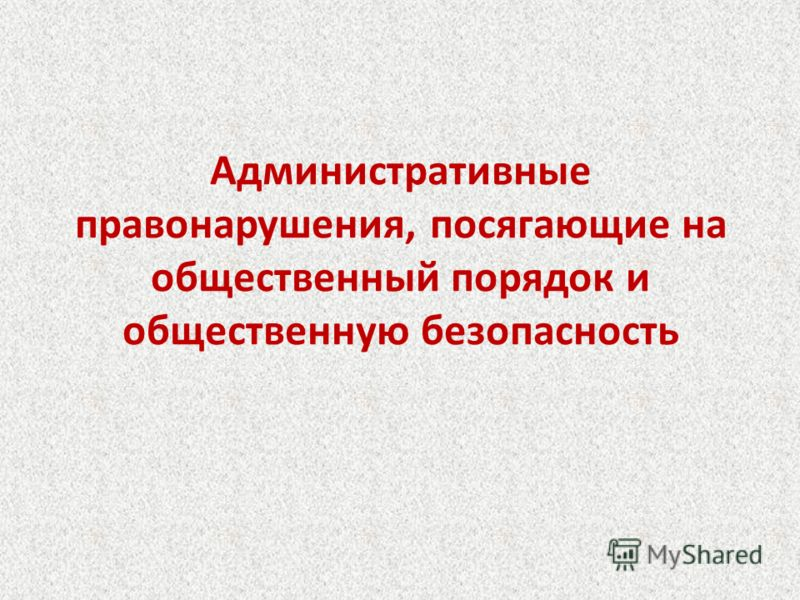 Административные
правонарушения, посягающие на
общественный порядок и
общественную безопасность
MyShared